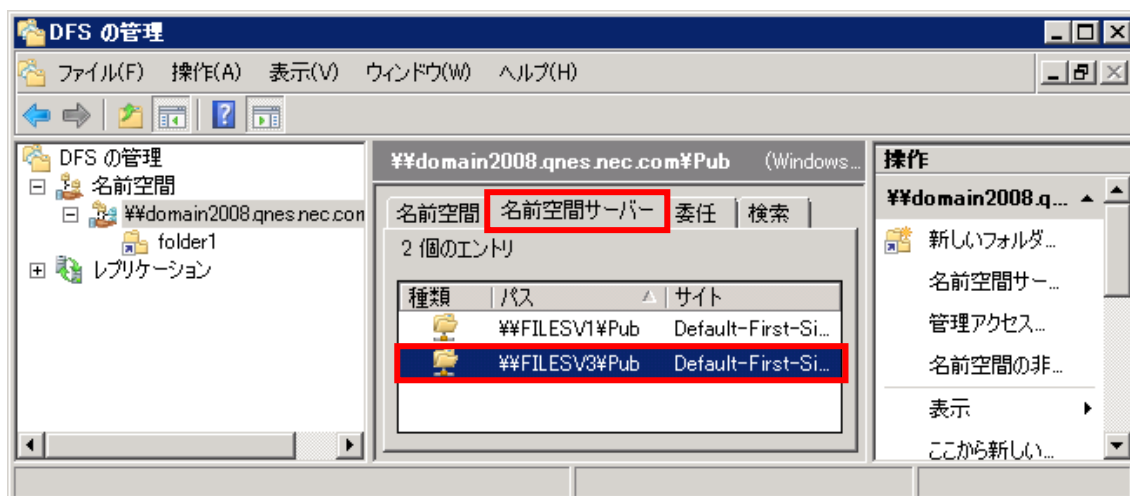 DFS の管理
ファイル(F) 操作(A) 表示(V) ウィンドウ(W) ヘルプ(H)
DFS の管理
名前空間
¥¥domain2008.qnes.nec.con
folder1
レプリケーション
¥¥domain2008.qnes.nec.com¥Pub (Windows...
名前空間 名前空間サーバー 委任 検索
2 個のエントリ
種類 パス サイト
¥¥FILESV1¥Pub Default-First-Si...
¥¥FILESV3¥Pub Default-First-Si...
操作
¥¥domain2008.q...
新しいフォルダ...
名前空間サー...
管理アクセス...
名前空間の非...
表示
ここから新しい...